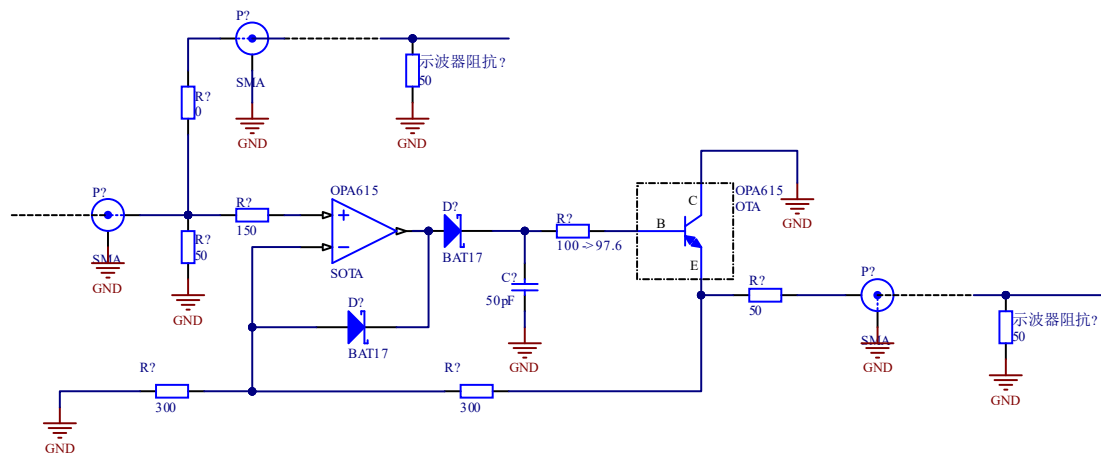 P?
SMA
GND
示波器阻抗?
50
GND
R?
0
P?
SMA
GND
R?
50
GND
R?
150
OPA615
+
−
SOTA
D?
BAT17
D?
BAT17
C?
50pF
GND
R?
100->97.6
OPA615
OTA
C
B
E
GND
R?
50
P?
SMA
GND
示波器阻抗?
50
GND
R?
300
GND
R?
300